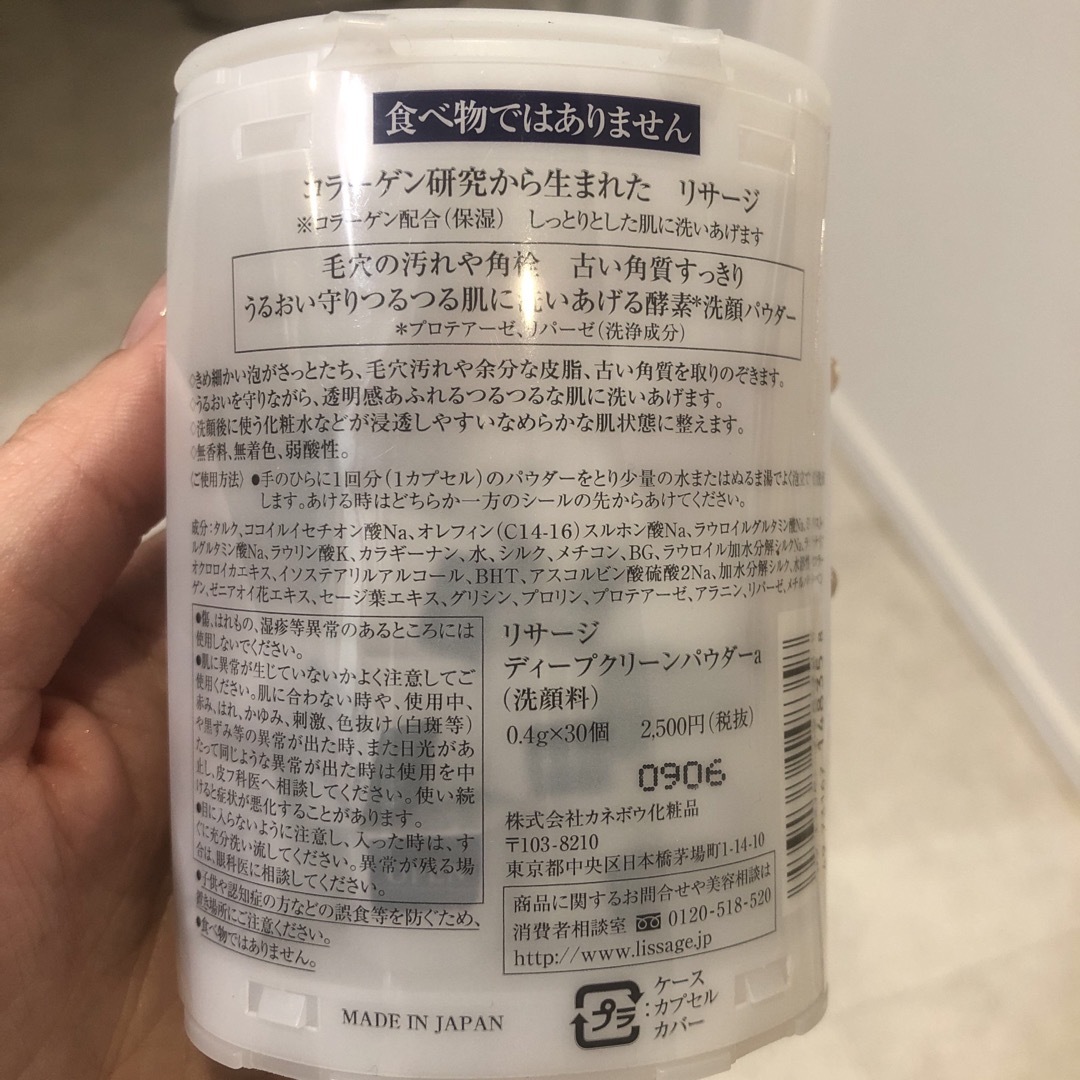 食べ物ではありません
コラーゲン研究から生まれた リサージ
※コラーゲン配合（保湿） しっとりとした肌に洗いあげます
毛穴の汚れや角栓 古い角質すっきり
うるおい守りつるつる肌に洗いあげる酵素*洗顔パウダー
*プロテアーゼ、リパーゼ（洗浄成分）
◇きめ細かい泡がさっとたち、毛穴汚れや余分な皮脂、古い角質を取りのぞきます。
◇うるおいを守りながら、透明感あふれるつるつるな肌に洗いあげます。
◇洗顔後に使う化粧水などが浸透しやすいなめらかな肌状態に整えます。
◇無香料、無着色、弱酸性。
〈ご使用方法〉 ●手のひらに1回分（1カプセル）のパウダーをとり少量の水またはぬるま湯でよく泡立て
します。あける時はどちらか一方のシールの先からあけてください。
成分：タルク、ココイルイセチオン酸Na、オレフィン（C14-16）スルホン酸Na、ラウロイルグルタミン酸Na、
ルグルタミン酸Na、ラウリン酸K、カラギーナン、水、シルク、メチコン、BG、ラウロイル加水分解シルクNa、
オクロロイカエキス、イソステアリルアルコール、BHT、アスコルビン酸硫酸2Na、加水分解シルク、水溶性
ゲン、ゼニアオイ花エキス、セージ葉エキス、グリシン、プロリン、プロテアーゼ、アラニン、リパーゼ、
●傷、はれもの、湿疹等異常のあるところには
使用しないでください。
●肌に異常が生じていないかよく注意してご
使用ください。肌に合わない時や、使用中、
赤み、はれ、かゆみ、刺激、色抜け（白斑等）
や黒ずみ等の異常が出た時、また日光があ
たって同じような異常が出た時は使用を中
止し、皮フ科医へ相談してください。使い続
けると症状が悪化することがあります。
●目に入らないように注意し、入った時は、す
ぐに充分洗い流してください。異常が残る場
合は、眼科医に相談してください。
●子供や認知症の方などの誤食等を防ぐため、
置き場所にご注意ください。
●食べ物ではありません。
リサージ
ディープクリーンパウダーa
（洗顔料）
0.4g×30個 2,500円（税抜）
0906
株式会社カネボウ化粧品
〒103-8210
東京都中央区日本橋茅場町1-14-10
商品に関するお問合せや美容相談は
消費者相談室 0120-518-520
http://www.lissage.jp
MADE IN JAPAN
プラ
ケース
：カプセル
カバー